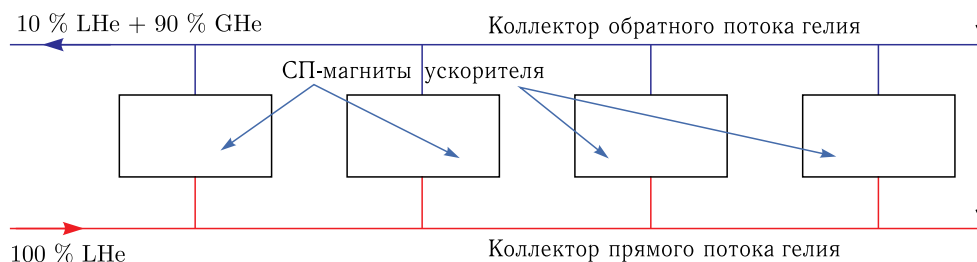 10 % LHe + 90 % GHe
Коллектор обратного потока гелия
СП-магниты ускорителя
100 % LHe
Коллектор прямого потока гелия